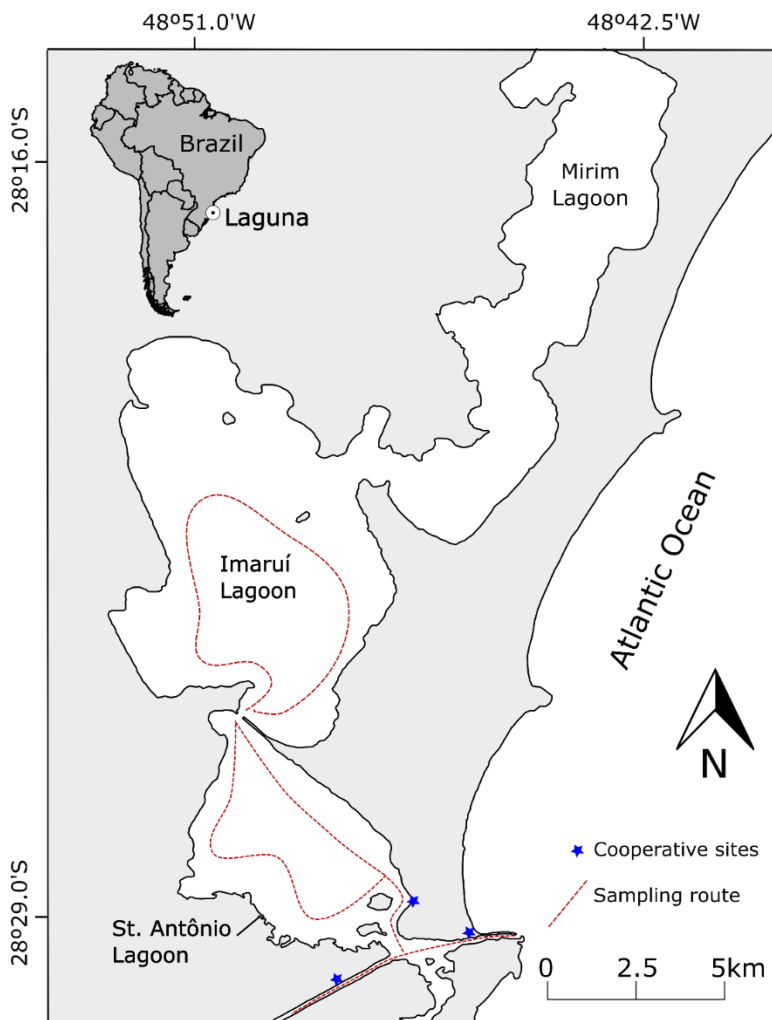 48º51.0'W
48º42.5'W
28º16.0'S
Brazil
Laguna
Mirim
Lagoon
Imaruí
Lagoon
Atlantic Ocean
N
Cooperative sites
Sampling route
28º29.0'S
St. Antônio
Lagoon
0 2.5 5km